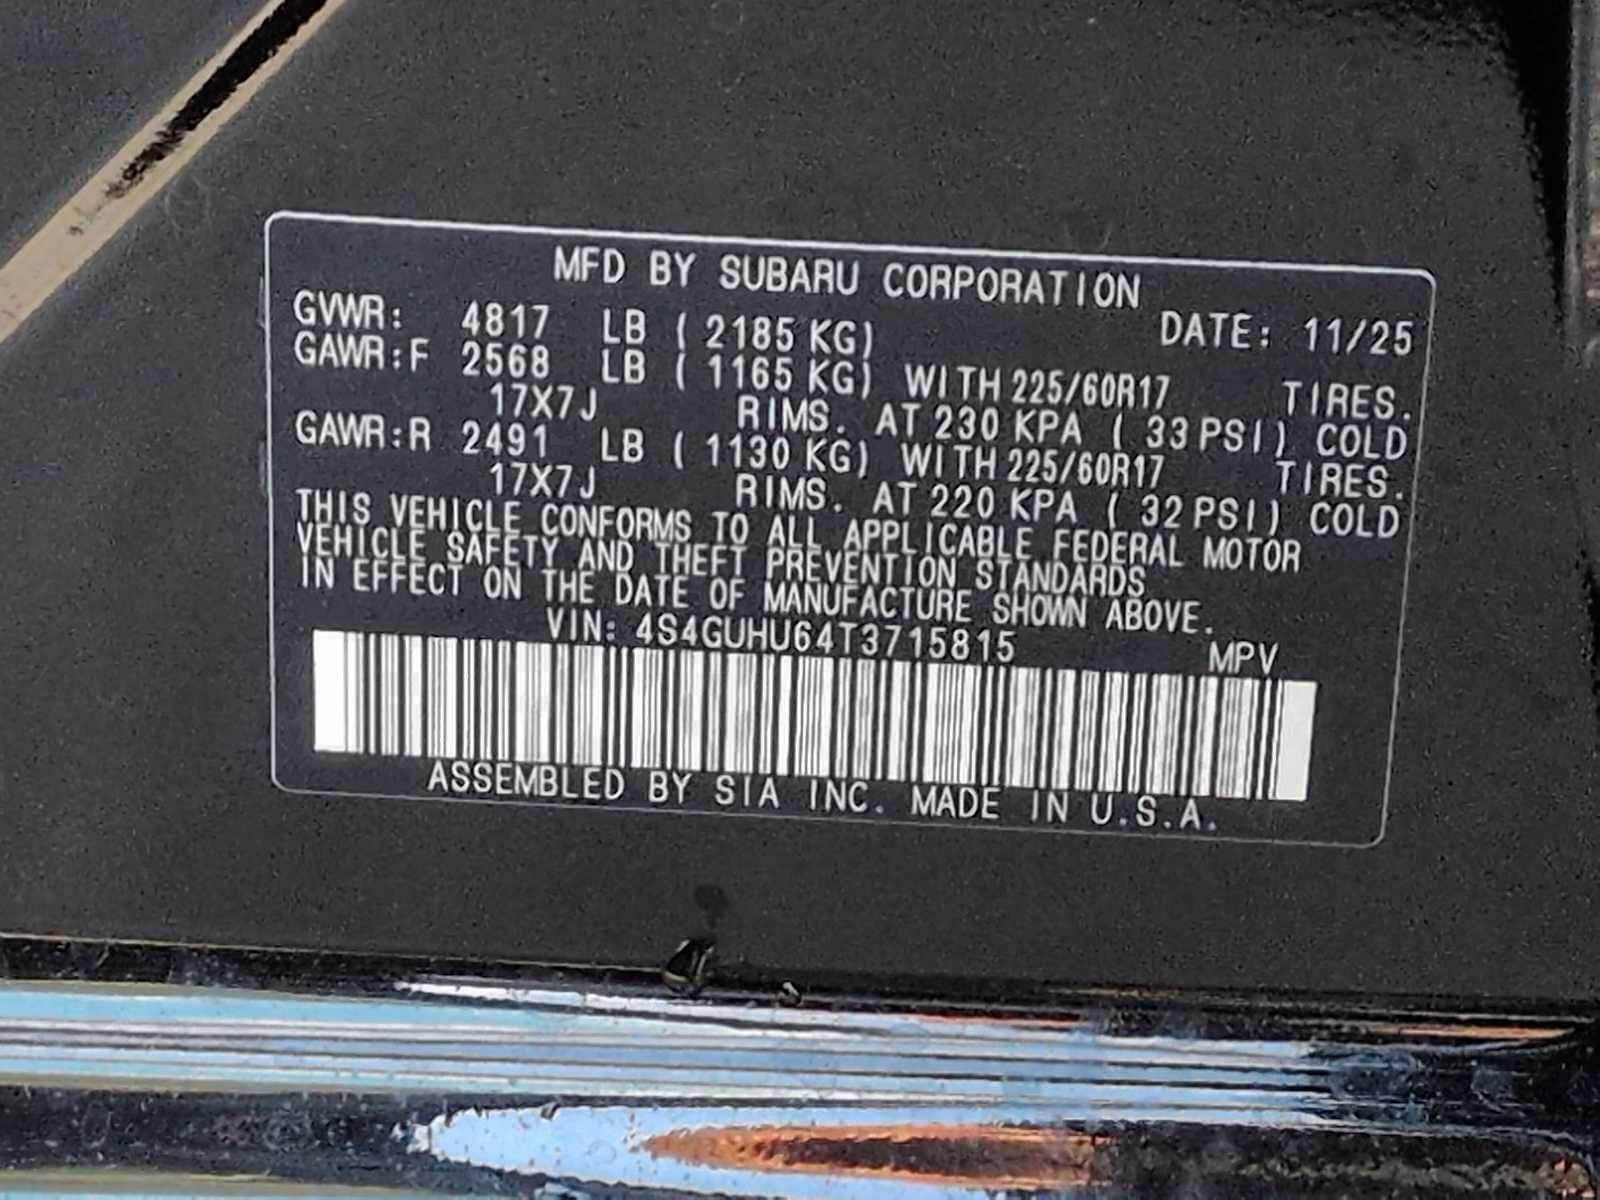 MFD BY SUBARU CORPORATION
GVWR: 4817 LB ( 2185 KG) DATE: 11/25
GAWR:F 2568 LB ( 1165 KG) WITH 225/60R17 TIRES.
17X7J RIMS. AT 230 KPA ( 33 PSI) COLD
GAWR:R 2491 LB ( 1130 KG) WITH 225/60R17 TIRES.
17X7J RIMS. AT 220 KPA ( 32 PSI) COLD
THIS VEHICLE CONFORMS TO ALL APPLICABLE FEDERAL MOTOR
VEHICLE SAFETY AND THEFT PREVENTION STANDARDS
IN EFFECT ON THE DATE OF MANUFACTURE SHOWN ABOVE.
VIN: 4S4GUHU64T3715815 MPV
ASSEMBLED BY SIA INC. MADE IN U.S.A.